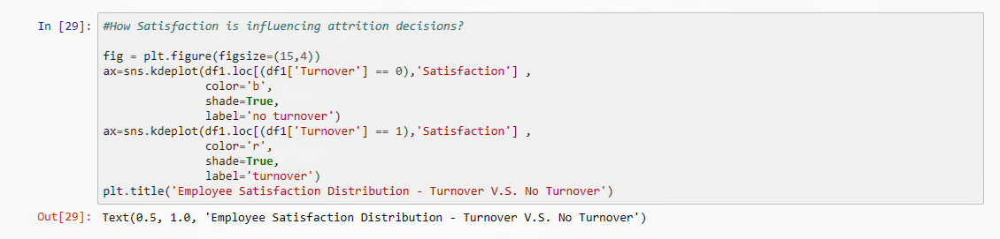 In [29]: #How Satisfaction is influencing attrition decisions?
fig = plt.figure(figsize=(15,4))
ax=sns.kdeplot(df1.loc[(df1['Turnover'] == 0),'Satisfaction'] ,
color='b',
shade=True,
label='no turnover')
ax=sns.kdeplot(df1.loc[(df1['Turnover'] == 1),'Satisfaction'] ,
color='r',
shade=True,
label='turnover')
plt.title('Employee Satisfaction Distribution - Turnover V.S. No Turnover')
Out[29]: Text(0.5, 1.0, 'Employee Satisfaction Distribution - Turnover V.S. No Turnover')